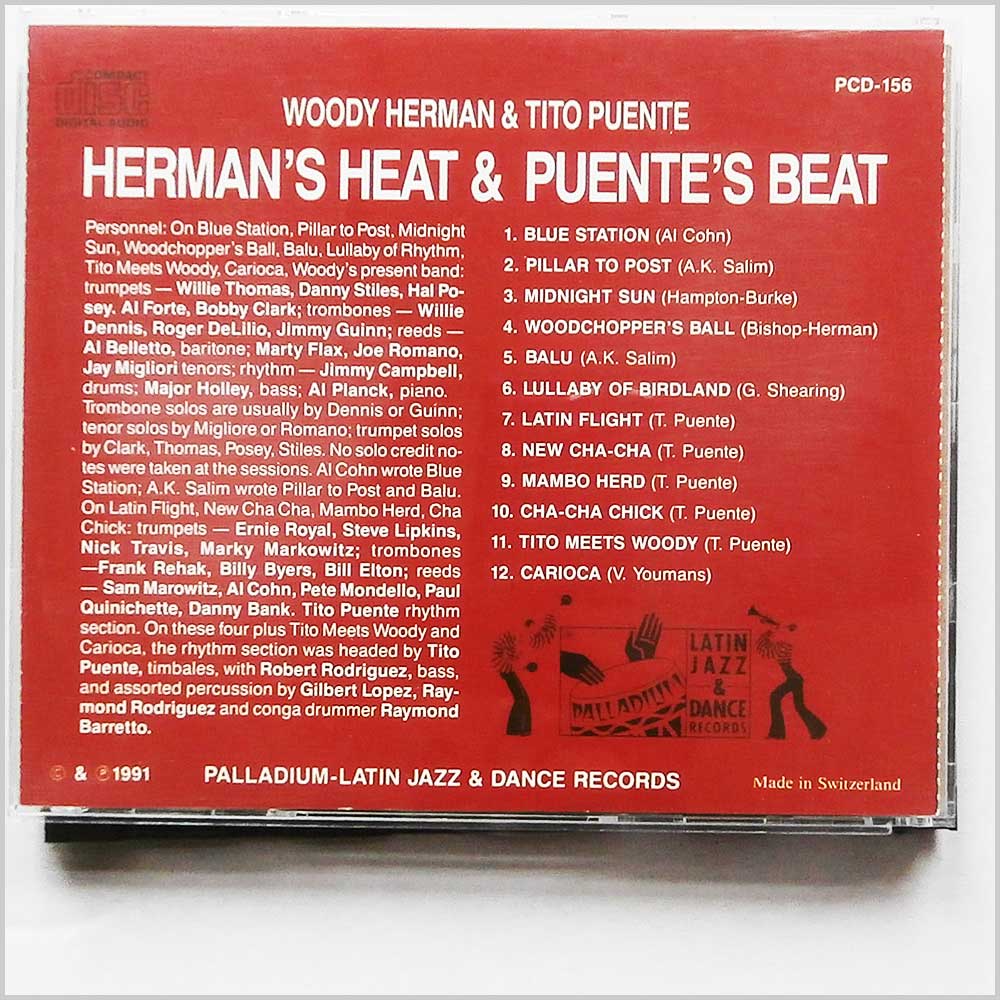 COMPACT
disc
DIGITAL AUDIO
PCD-156
WOODY HERMAN & TITO PUENTE
HERMAN'S HEAT & PUENTE'S BEAT
Personnel: On Blue Station, Pillar to Post, Midnight
Sun, Woodchopper's Ball, Balu, Lullaby of Rhythm,
Tito Meets Woody, Carioca, Woody's present band:
trumpets — Willie Thomas, Danny Stiles, Hal Po-
sey. Al Forte, Bobby Clark; trombones — Willie
Dennis, Roger DeLilio, Jimmy Guinn; reeds —
Al Belletto, baritone; Marty Flax, Joe Romano,
Jay Migliori tenors; rhythm — Jimmy Campbell,
drums; Major Holley, bass; Al Planck, piano.
Trombone solos are usually by Dennis or Guinn;
tenor solos by Migliore or Romano; trumpet solos
by Clark, Thomas, Posey, Stiles. No solo credit no-
tes were taken at the sessions. Al Cohn wrote Blue
Station; A.K. Salim wrote Pillar to Post and Balu.
On Latin Flight, New Cha Cha, Mambo Herd, Cha
Chick: trumpets — Ernie Royal, Steve Lipkins,
Nick Travis, Marky Markowitz; trombones
—Frank Rehak, Billy Byers, Bill Elton; reeds
— Sam Marowitz, Al Cohn, Pete Mondello, Paul
Quinichette, Danny Bank. Tito Puente rhythm
section. On these four plus Tito Meets Woody and
Carioca, the rhythm section was headed by Tito
Puente, timbales, with Robert Rodriguez, bass,
and assorted percussion by Gilbert Lopez, Ray-
mond Rodriguez and conga drummer Raymond
Barretto.
1. BLUE STATION (Al Cohn)
2. PILLAR TO POST (A.K. Salim)
3. MIDNIGHT SUN (Hampton-Burke)
4. WOODCHOPPER'S BALL (Bishop-Herman)
5. BALU (A.K. Salim)
6. LULLABY OF BIRDLAND (G. Shearing)
7. LATIN FLIGHT (T. Puente)
8. NEW CHA-CHA (T. Puente)
9. MAMBO HERD (T. Puente)
10. CHA-CHA CHICK (T. Puente)
11. TITO MEETS WOODY (T. Puente)
12. CARIOCA (V. Youmans)
PALLADIUM
LATIN
JAZZ
&
DANCE
RECORDS
© & ℗ 1991
PALLADIUM-LATIN JAZZ & DANCE RECORDS
Made in Switzerland